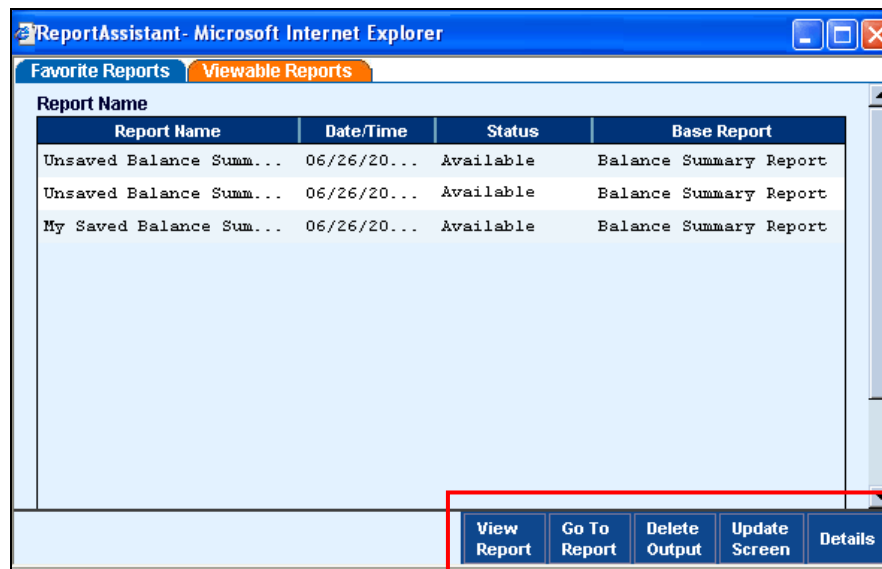 ReportAssistant- Microsoft Internet Explorer
Favorite Reports Viewable Reports
Report Name
Report Name Date/Time Status Base Report
Unsaved Balance Summ... 06/26/20... Available Balance Summary Report
Unsaved Balance Summ... 06/26/20... Available Balance Summary Report
My Saved Balance Sum... 06/26/20... Available Balance Summary Report
View Report Go To Report Delete Output Update Screen Details